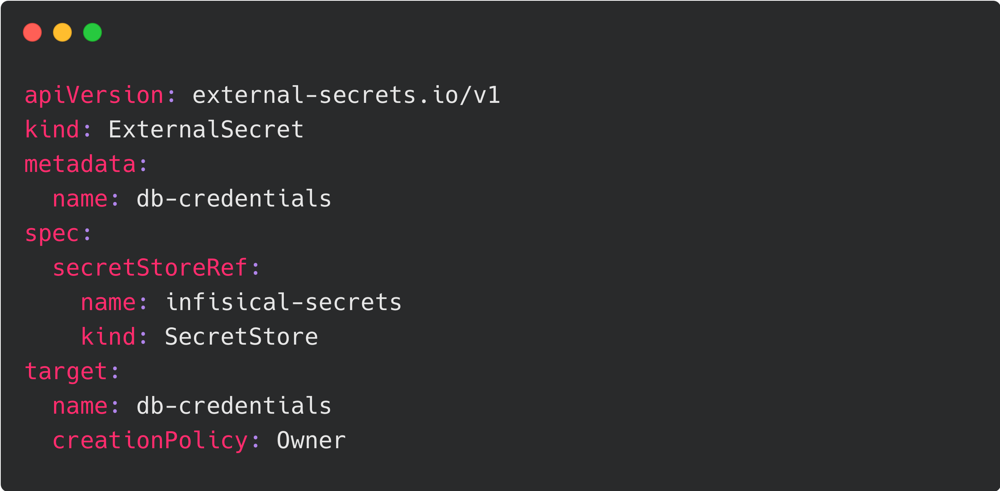 apiVersion: external-secrets.io/v1
kind: ExternalSecret
metadata:
  name: db-credentials
spec:
  secretStoreRef:
    name: infisical-secrets
    kind: SecretStore
target:
  name: db-credentials
  creationPolicy: Owner